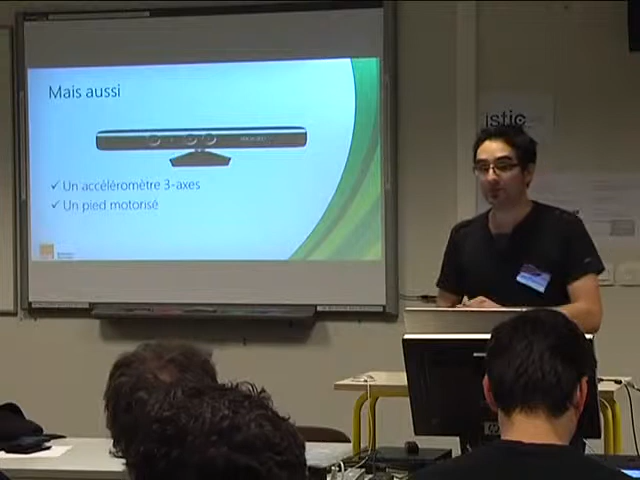 Mais aussi
✓ Un accéléromètre 3-axes
✓ Un pied motorisé
istic